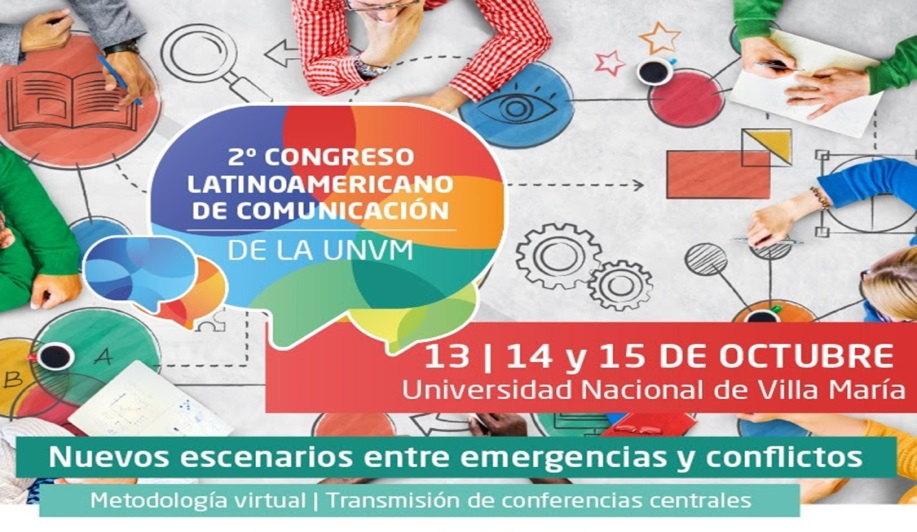 2º CONGRESO
LATINOAMERICANO
DE COMUNICACIÓN
DE LA UNVM
A
B
13 | 14 y 15 DE OCTUBRE
Universidad Nacional de Villa María
Nuevos escenarios entre emergencias y conflictos
Metodología virtual | Transmisión de conferencias centrales